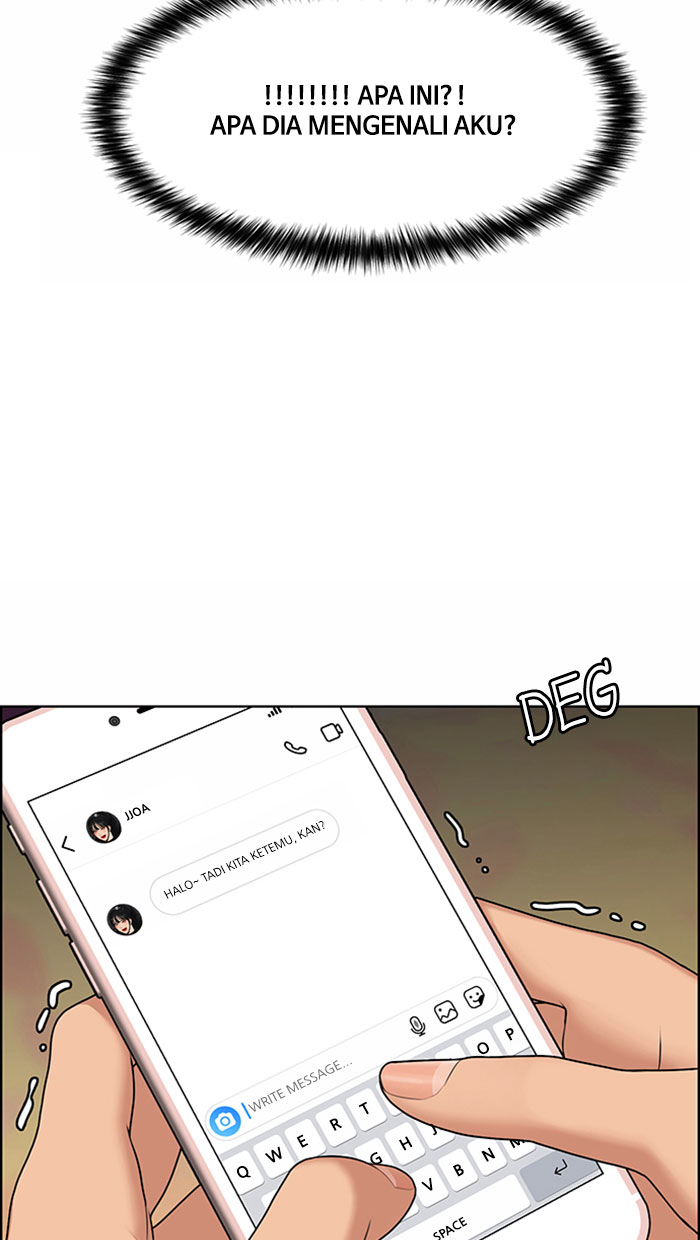 !!!!!!!! APA INI?!
APA DIA MENGENALI AKU?
DEG
JJOA
HALO~ TADI KITA KETEMU, KAN?
WRITE MESSAGE...
Q W E R T O P
G H J
V B N M
SPACE